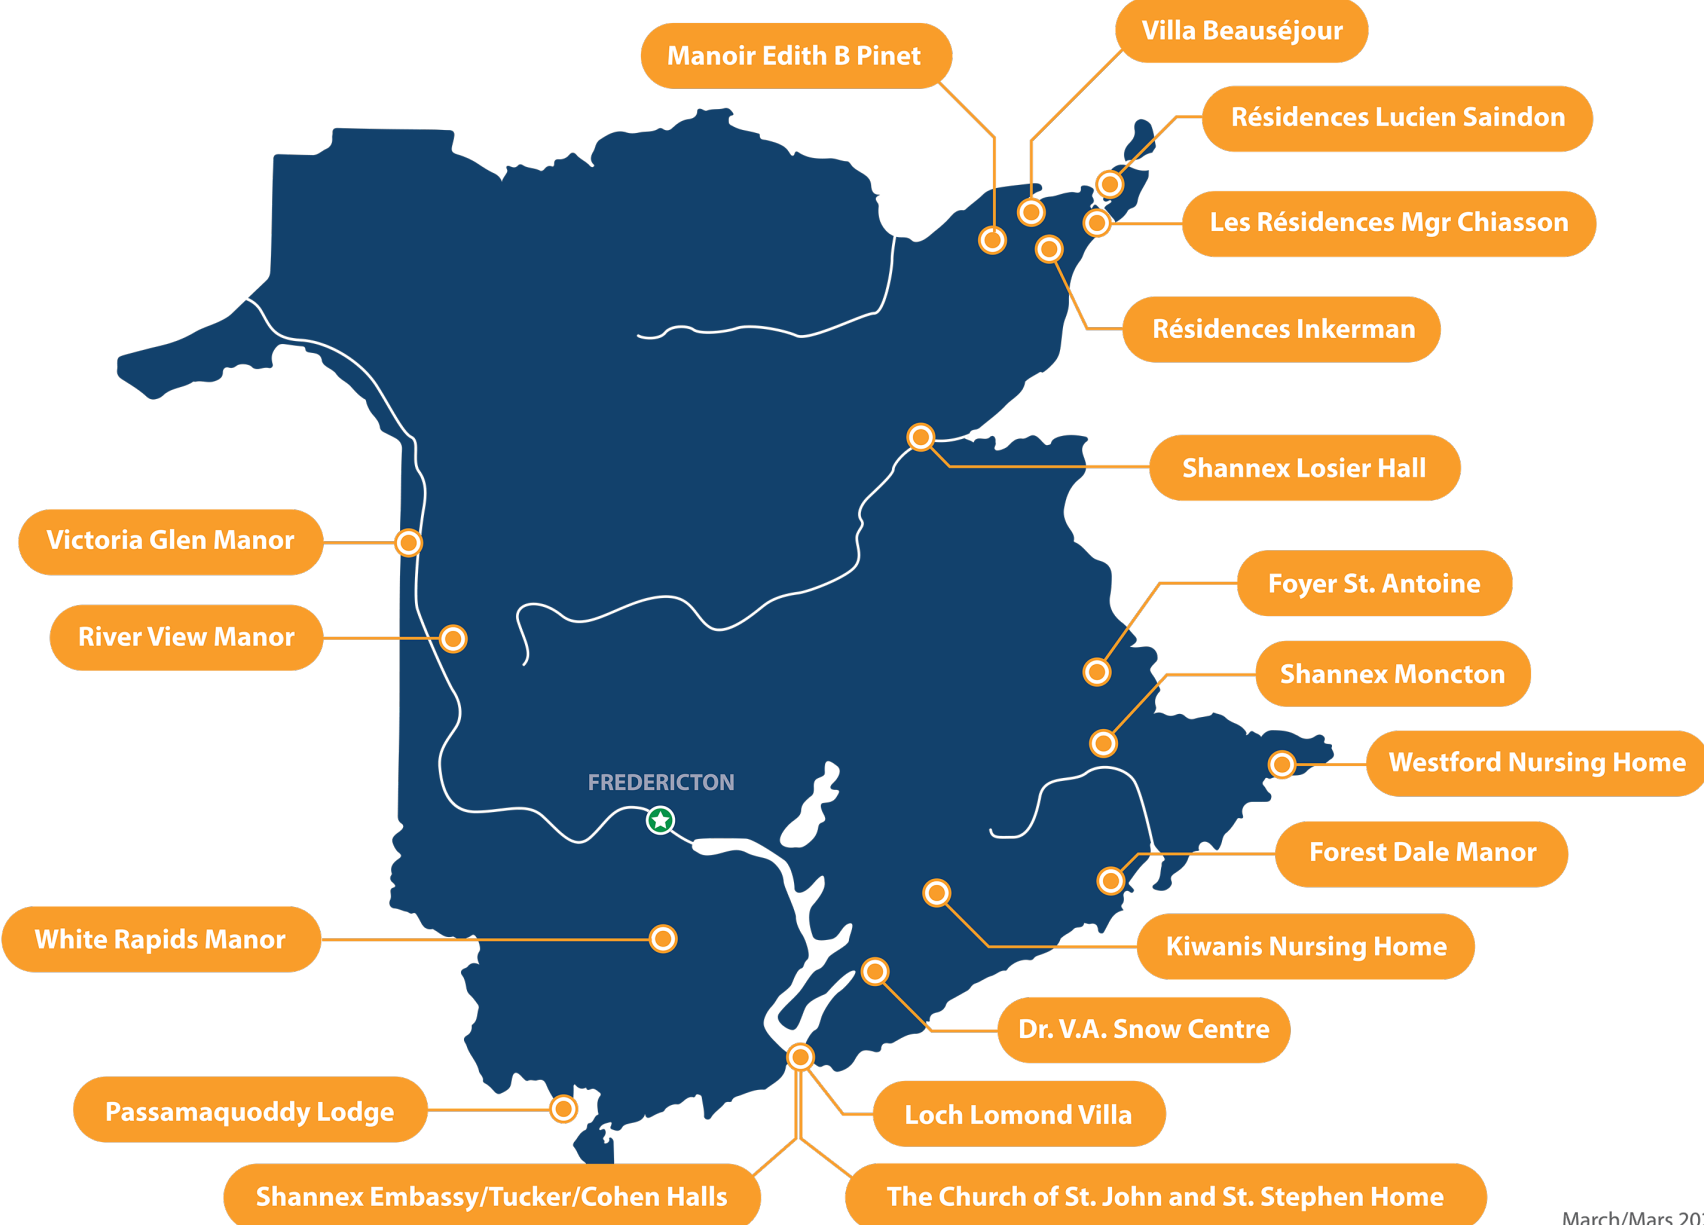 Villa Beauséjour
Manoir Edith B Pinet
Résidences Lucien Saindon
Les Résidences Mgr Chiasson
Résidences Inkerman
Shannex Losier Hall
Victoria Glen Manor
Foyer St. Antoine
River View Manor
Shannex Moncton
Westford Nursing Home
FREDERICTON
Forest Dale Manor
White Rapids Manor
Kiwanis Nursing Home
Dr. V.A. Snow Centre
Passamaquoddy Lodge
Loch Lomond Villa
Shannex Embassy/Tucker/Cohen Halls
The Church of St. John and St. Stephen Home
March/Mars